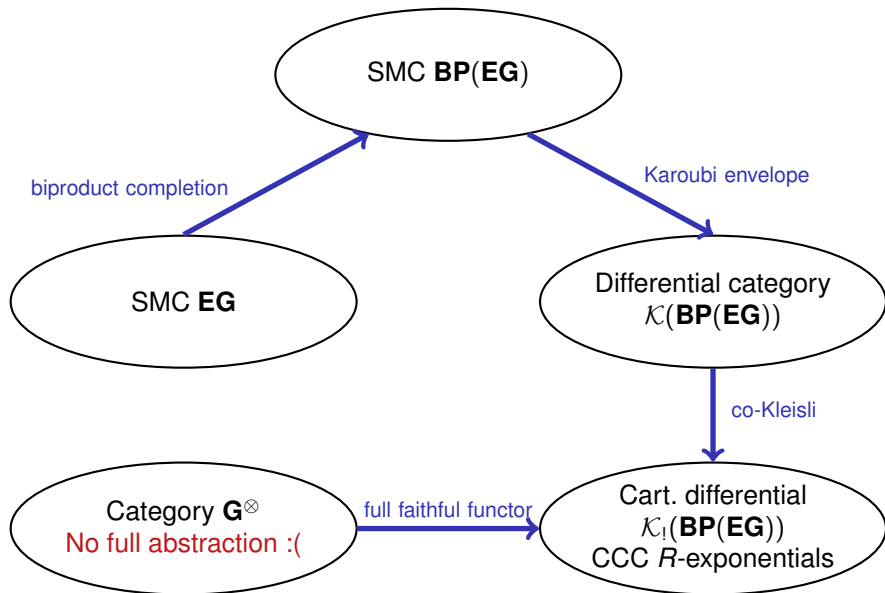 SMC BP(EG)
biproduct completion
Karoubi envelope
SMC EG
Differential category
𝒦(BP(EG))
co-Kleisli
Category G⊗
No full abstraction :(
full faithful functor
Cart. differential
𝒦!(BP(EG))
CCC R-exponentials